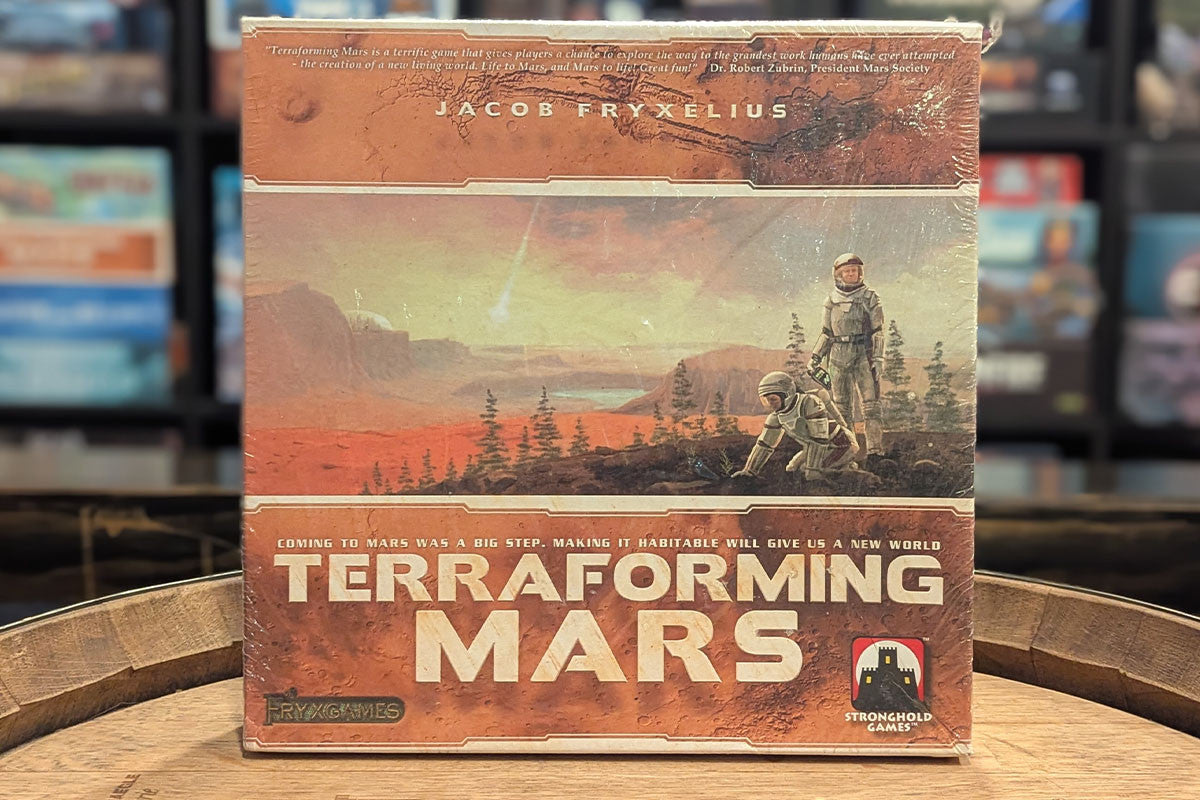 "Terraforming Mars is a terrific game that gives players a chance to explore the way to the grandest work humans have ever attempted
- the creation of a new living world. Life to Mars, and Mars to life! Great fun!" Dr. Robert Zubrin, President Mars Society
JACOB FRYXELIUS
COMING TO MARS WAS A BIG STEP. MAKING IT HABITABLE WILL GIVE US A NEW WORLD
TERRAFORMING
MARS
FRYXGAMES
STRONGHOLD
GAMES™